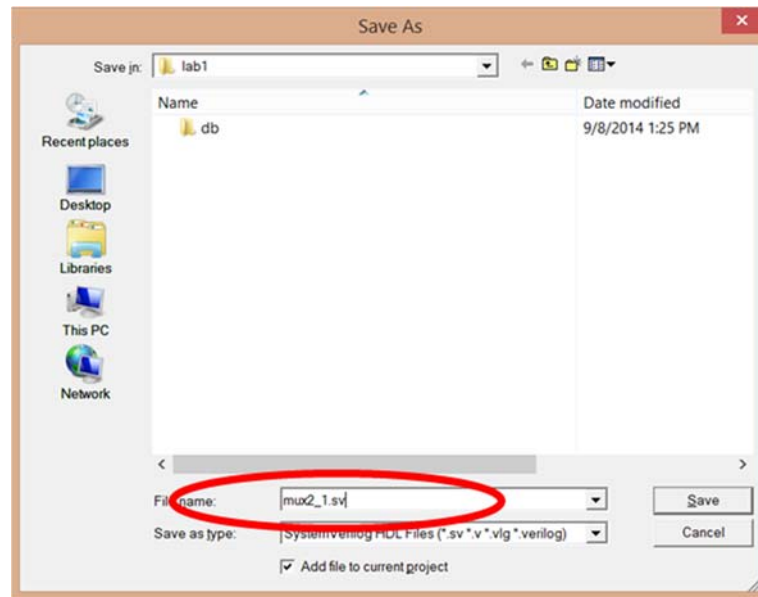 Save As
Save in:
lab1
Name
Date modified
db
9/8/2014 1:25 PM
Recent places
Desktop
Libraries
This PC
Network
File name:
mux2_1.sv
Save
Save as type:
SystemVerilog HDL Files (*.sv *.v *.vlg *.verilog)
Cancel
Add file to current project